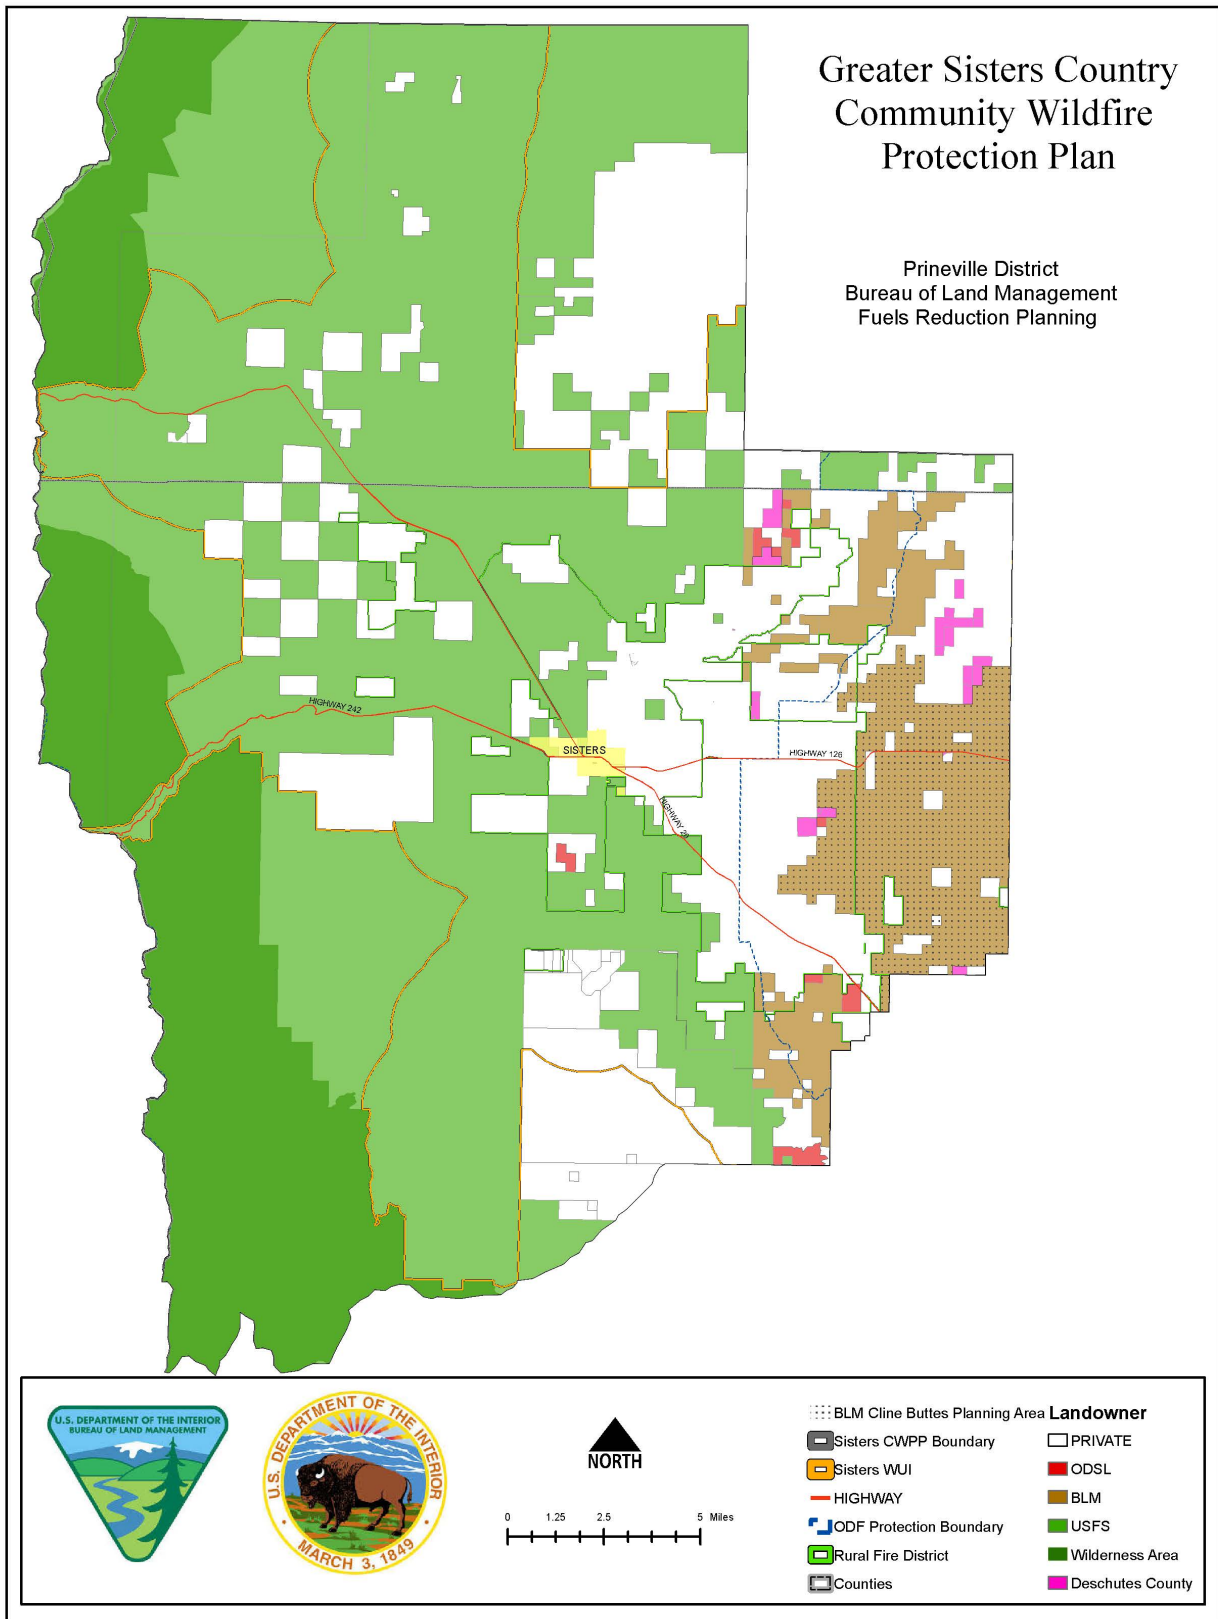 Greater Sisters Country
Community Wildfire
Protection Plan
Prineville District
Bureau of Land Management
Fuels Reduction Planning
HIGHWAY 242
SISTERS
HIGHWAY 126
HIGHWAY 20
U.S. DEPARTMENT OF THE INTERIOR
BUREAU OF LAND MANAGEMENT
U.S. DEPARTMENT OF THE INTERIOR
MARCH 3, 1849
NORTH
0 1.25 2.5 5 Miles
BLM Cline Buttes Planning Area
Sisters CWPP Boundary
Sisters WUI
HIGHWAY
ODF Protection Boundary
Rural Fire District
Counties
Landowner
PRIVATE
ODSL
BLM
USFS
Wilderness Area
Deschutes County